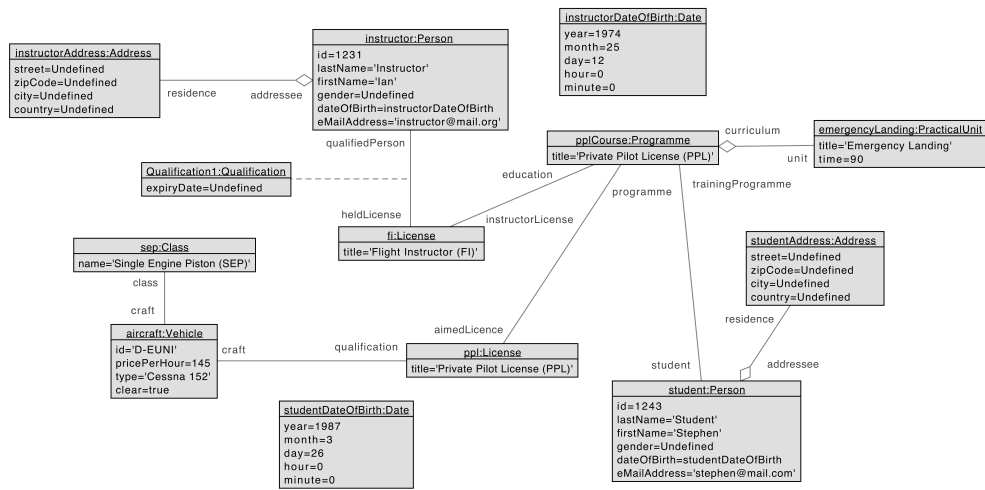 instructorDateOfBirth:Date
year=1974
month=25
day=12
hour=0
minute=0
instructor:Person
id=1231
lastName='Instructor'
firstName='Ian'
gender=Undefined
dateOfBirth=instructorDateOfBirth
eMailAddress='instructor@mail.org'
instructorAddress:Address
street=Undefined
zipCode=Undefined
city=Undefined
country=Undefined
residence
addressee
qualifiedPerson
pplCourse:Programme
title='Private Pilot License (PPL)'
curriculum
unit
emergencyLanding:PracticalUnit
title='Emergency Landing'
time=90
Qualification1:Qualification
expiryDate=Undefined
education
programme
trainingProgramme
heldLicense
instructorLicense
fi:License
title='Flight Instructor (FI)'
sep:Class
name='Single Engine Piston (SEP)'
class
craft
studentAddress:Address
street=Undefined
zipCode=Undefined
city=Undefined
country=Undefined
residence
addressee
aircraft:Vehicle
id='D-EUNI'
pricePerHour=145
type='Cessna 152'
clear=true
craft
qualification
aimedLicence
ppl:License
title='Private Pilot License (PPL)'
student
student:Person
id=1243
lastName='Student'
firstName='Stephen'
gender=Undefined
dateOfBirth=studentDateOfBirth
eMailAddress='stephen@mail.com'
studentDateOfBirth:Date
year=1987
month=3
day=26
hour=0
minute=0